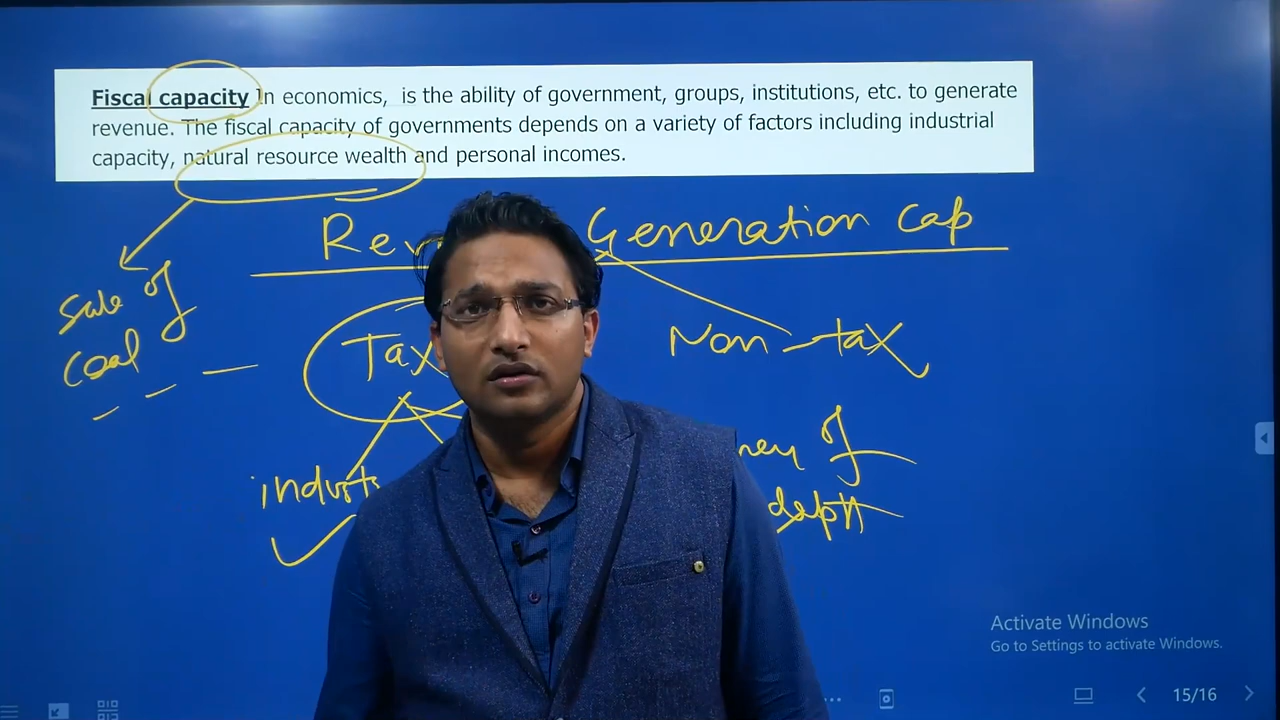 Fiscal capacity In economics, is the ability of government, groups, institutions, etc. to generate
revenue. The fiscal capacity of governments depends on a variety of factors including industrial
capacity, natural resource wealth and personal incomes.
Generation cap
Sale of
coal
Tax
Non-tax
of
deptt
Activate Windows
Go to Settings to activate Windows.
15/16